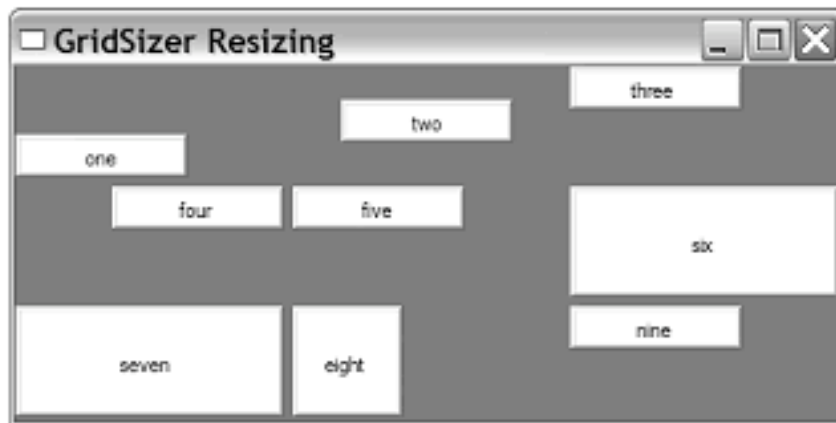 GridSizer Resizing
three
two
one
four five
six
seven eight
nine